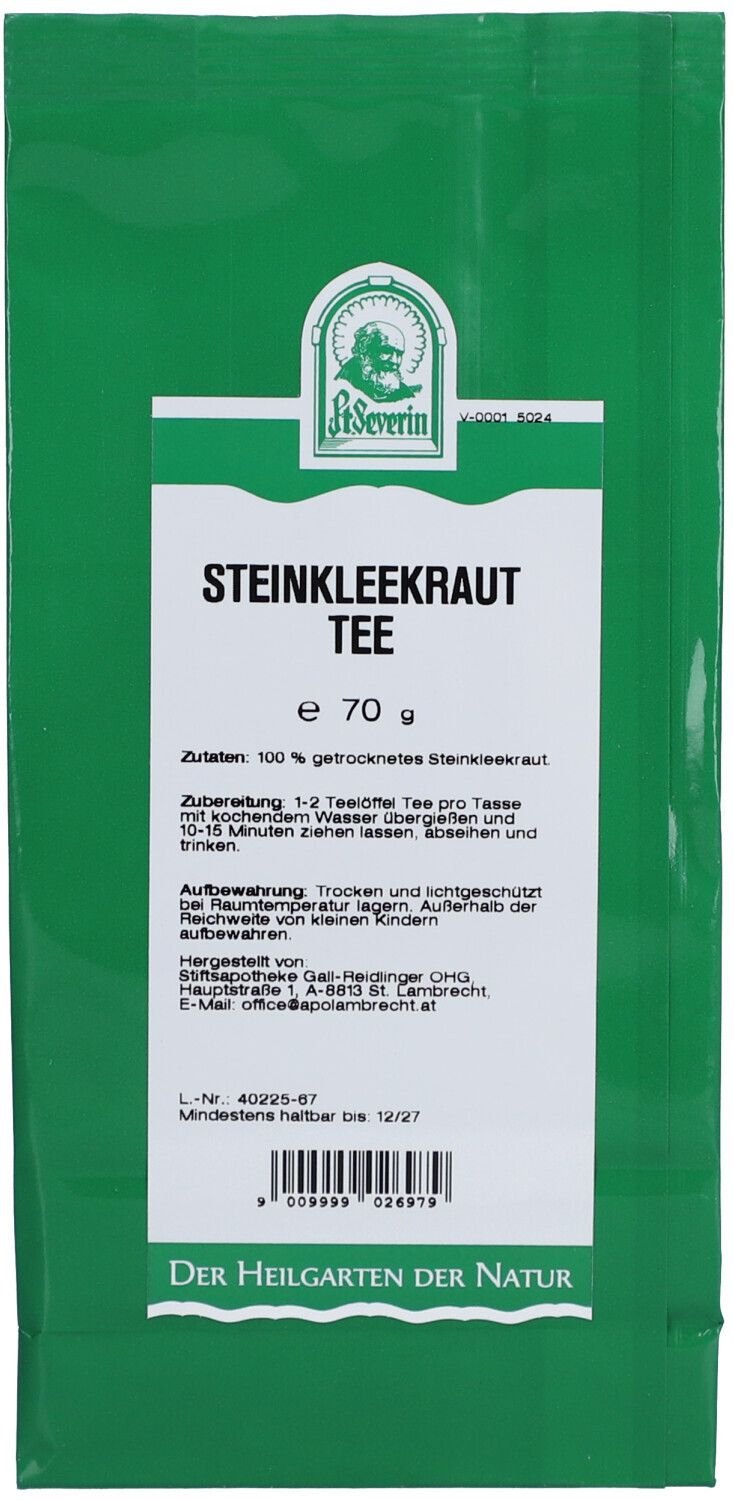 St.Severin
V-0001 5024
STEINKLEEKRAUT
TEE
℮ 70 g
Zutaten: 100 % getrocknetes Steinkleekraut.
Zubereitung: 1-2 Teelöffel Tee pro Tasse
mit kochendem Wasser übergießen und
10-15 Minuten ziehen lassen, abseihen und
trinken.
Aufbewahrung: Trocken und lichtgeschützt
bei Raumtemperatur lagern. Außerhalb der
Reichweite von kleinen Kindern
aufbewahren.
Hergestellt von:
Stiftsapotheke Gall-Reidlinger OHG,
Hauptstraße 1, A-8813 St. Lambrecht,
E-Mail: office@apolambrecht.at
L.-Nr.: 40225-67
Mindestens haltbar bis: 12/27
9 009999 026979
DER HEILGARTEN DER NATUR